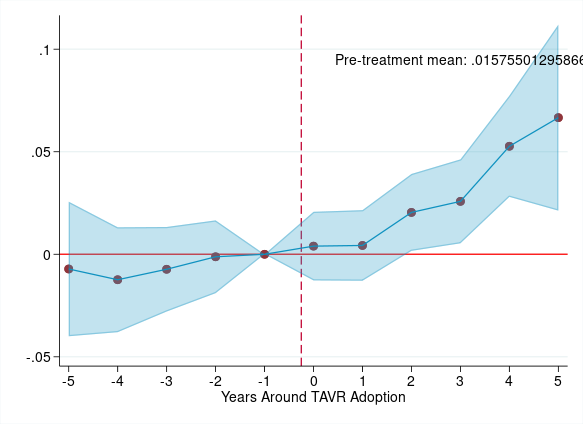 .1
Pre-treatment mean: .01575501295866
.05
0
-.05
-5 -4 -3 -2 -1 0 1 2 3 4 5
Years Around TAVR Adoption